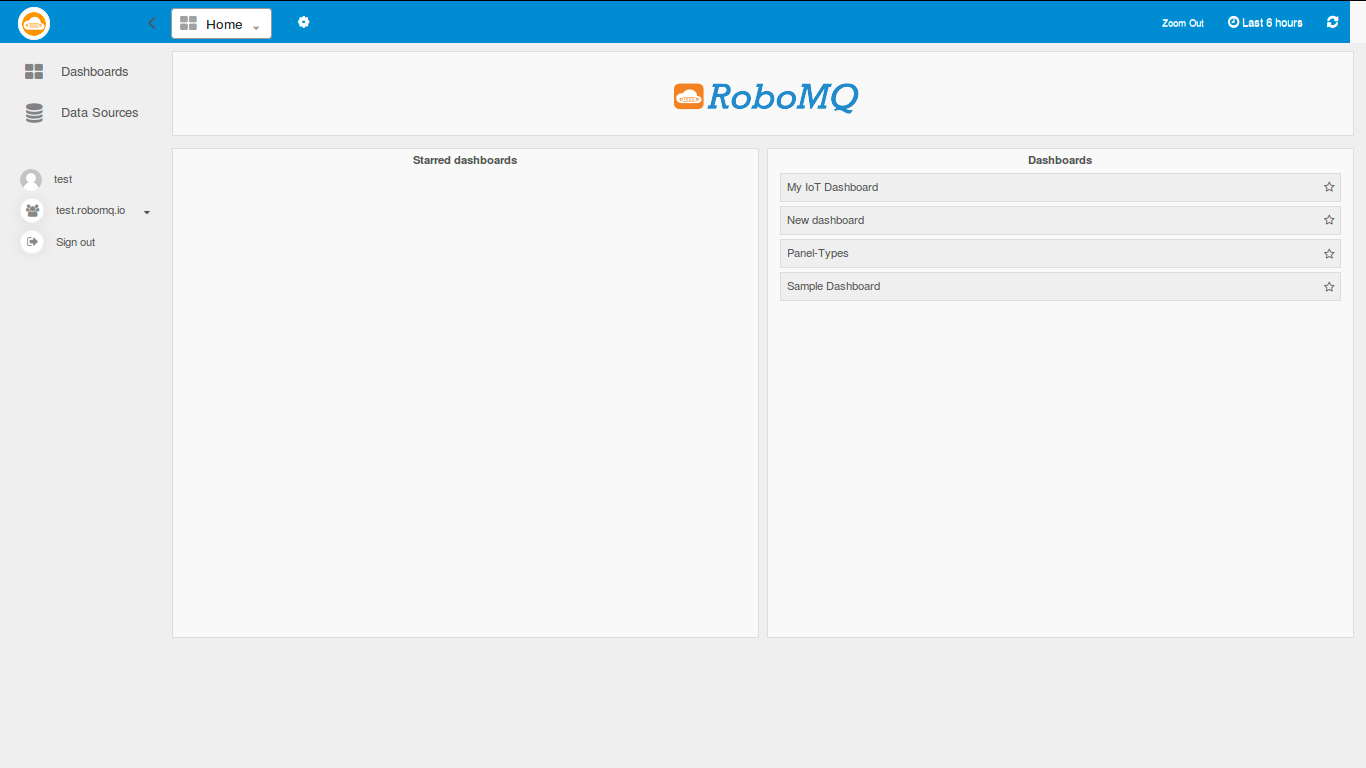 Home
Zoom Out
Last 6 hours
Dashboards
Data Sources
test
test.robomq.io
Sign out
RoboMQ
Starred dashboards
Dashboards
My IoT Dashboard
New dashboard
Panel-Types
Sample Dashboard